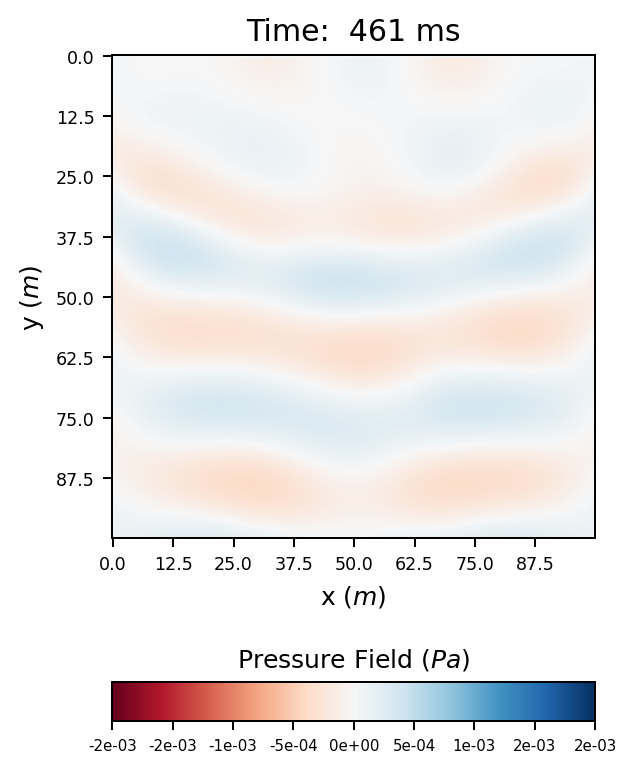 Time:  461 ms
0.0
12.5
25.0
37.5
50.0
62.5
75.0
87.5
y (m)
0.0 12.5 25.0 37.5 50.0 62.5 75.0 87.5
x (m)
Pressure Field (Pa)
-2e-03 -2e-03 -1e-03 -5e-04 0e+00 5e-04 1e-03 2e-03 2e-03